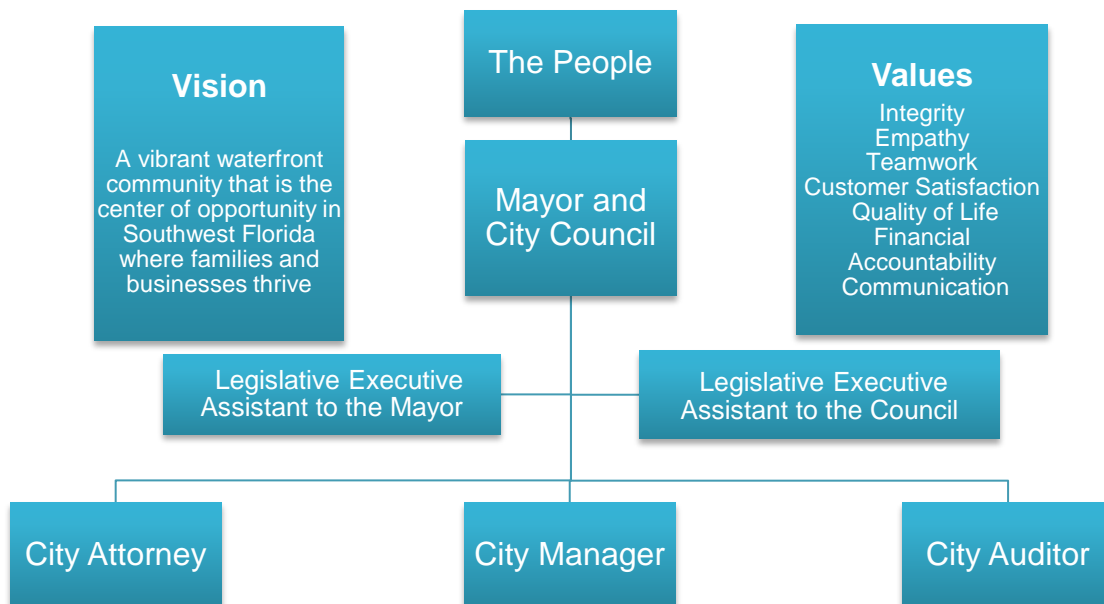 Vision
A vibrant waterfront
community that is the
center of opportunity in
Southwest Florida
where families and
businesses thrive
The People
Mayor and
City Council
Values
Integrity
Empathy
Teamwork
Customer Satisfaction
Quality of Life
Financial
Accountability
Communication
Legislative Executive
Assistant to the Mayor
Legislative Executive
Assistant to the Council
City Attorney
City Manager
City Auditor